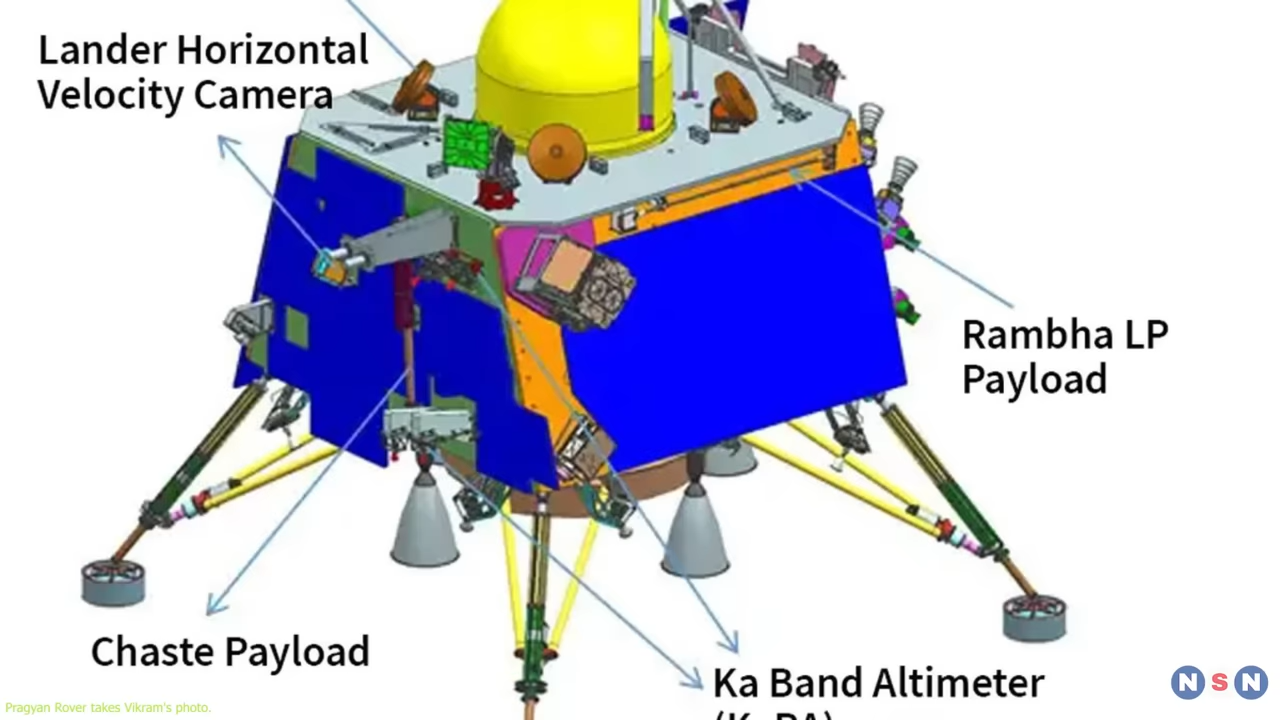 Lander Horizontal
Velocity Camera
Rambha LP
Payload
Chaste Payload
Ka Band Altimeter
Pragyan Rover takes Vikram's photo.
NSN